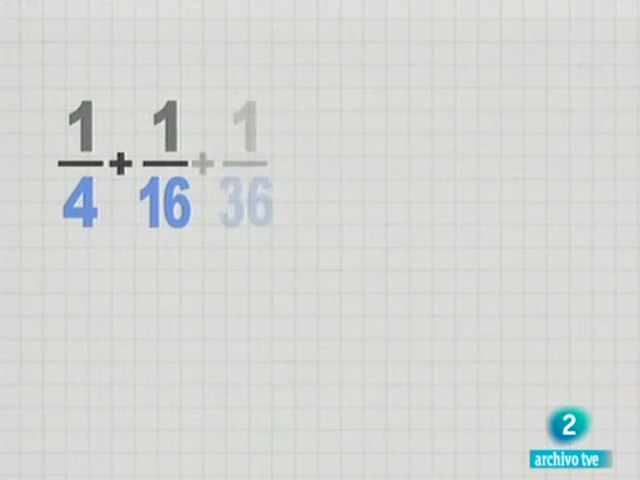 1/4 + 1/16 + 1/36
2
archivo tve